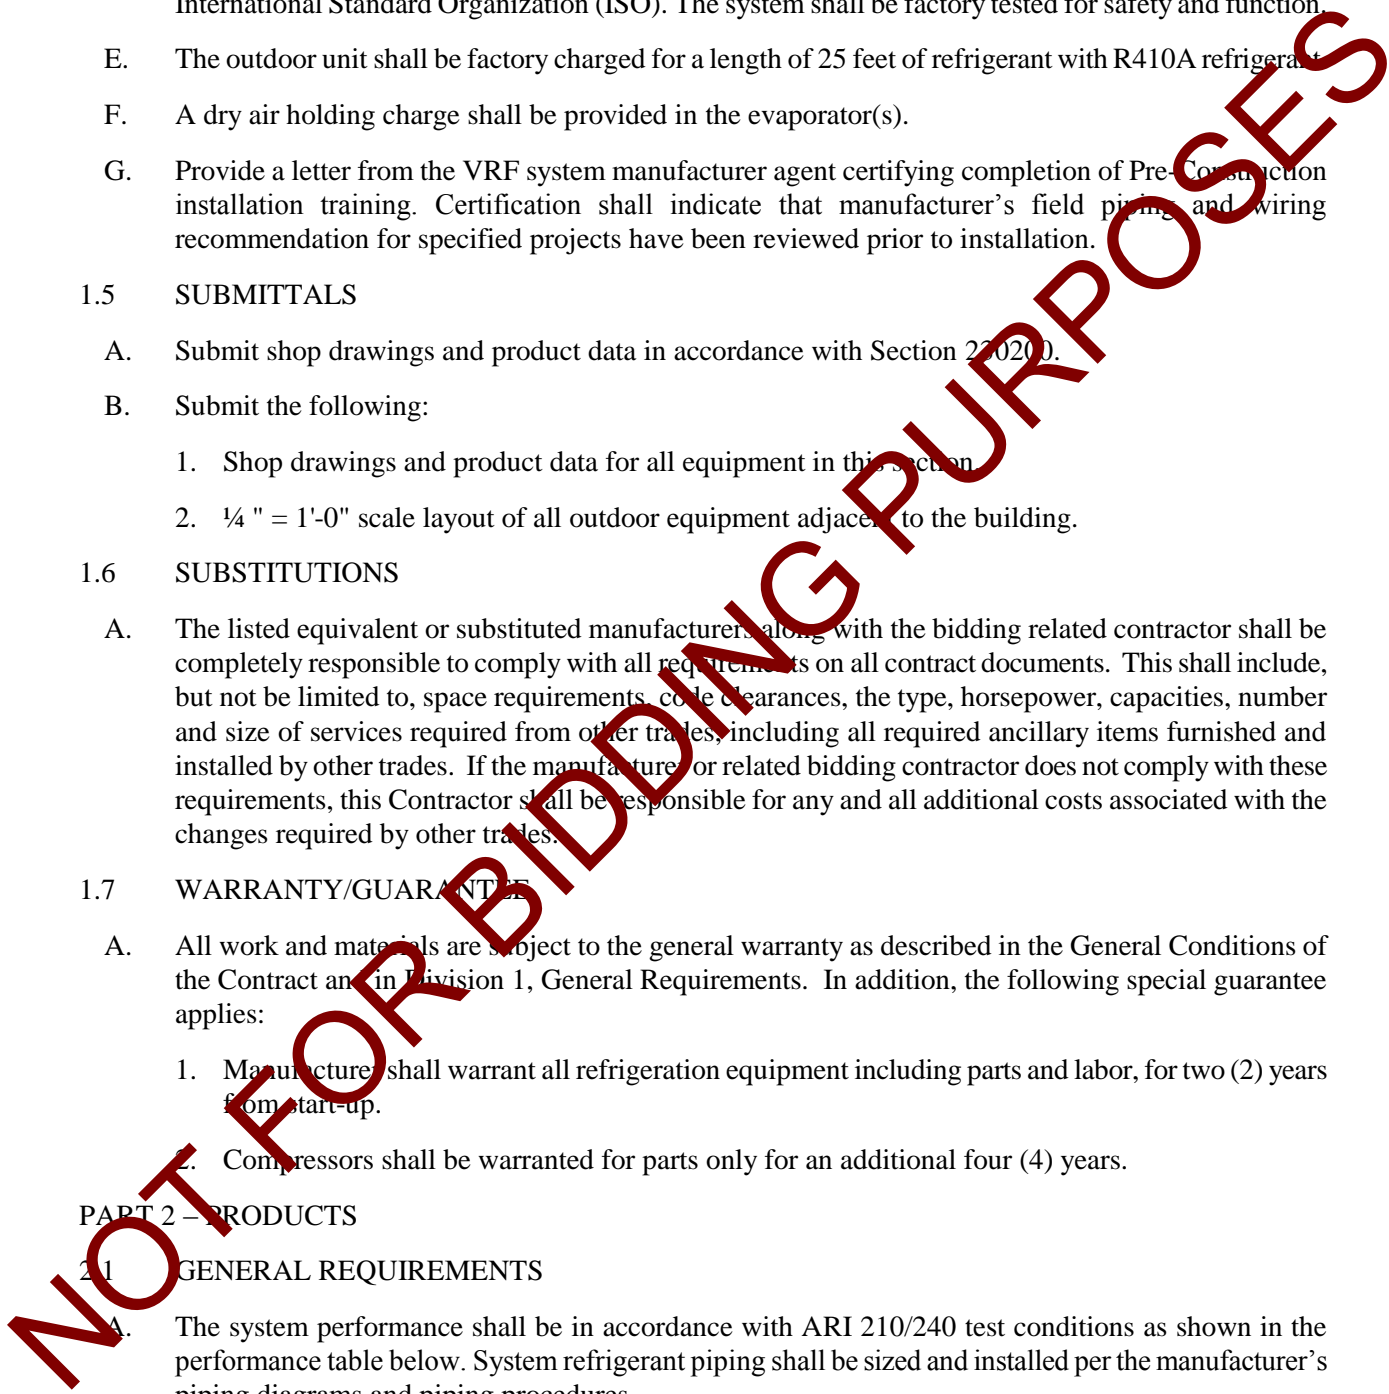 International Standard Organization (ISO). The system shall be factory tested for safety and function.
E. The outdoor unit shall be factory charged for a length of 25 feet of refrigerant with R410A refrigerant.
F. A dry air holding charge shall be provided in the evaporator(s).
G. Provide a letter from the VRF system manufacturer agent certifying completion of Pre-Construction
installation training. Certification shall indicate that manufacturer’s field piping and wiring
recommendation for specified projects have been reviewed prior to installation.
1.5 SUBMITTALS
A. Submit shop drawings and product data in accordance with Section 230200.
B. Submit the following:
1. Shop drawings and product data for all equipment in this section.
2. ¼ " = 1'-0" scale layout of all outdoor equipment adjacent to the building.
1.6 SUBSTITUTIONS
A. The listed equivalent or substituted manufacturers along with the bidding related contractor shall be
completely responsible to comply with all requirements on all contract documents. This shall include,
but not be limited to, space requirements, code clearances, the type, horsepower, capacities, number
and size of services required from other trades, including all required ancillary items furnished and
installed by other trades. If the manufacturer or related bidding contractor does not comply with these
requirements, this Contractor shall be responsible for any and all additional costs associated with the
changes required by other trades.
1.7 WARRANTY/GUARANTEE
A. All work and materials are subject to the general warranty as described in the General Conditions of
the Contract and in Division 1, General Requirements. In addition, the following special guarantee
applies:
1. Manufacturer shall warrant all refrigeration equipment including parts and labor, for two (2) years
from start-up.
2. Compressors shall be warranted for parts only for an additional four (4) years.
PART 2 – PRODUCTS
2.1 GENERAL REQUIREMENTS
A. The system performance shall be in accordance with ARI 210/240 test conditions as shown in the
performance table below. System refrigerant piping shall be sized and installed per the manufacturer’s
piping diagrams and piping procedures.
NOT FOR BIDDING PURPOSES